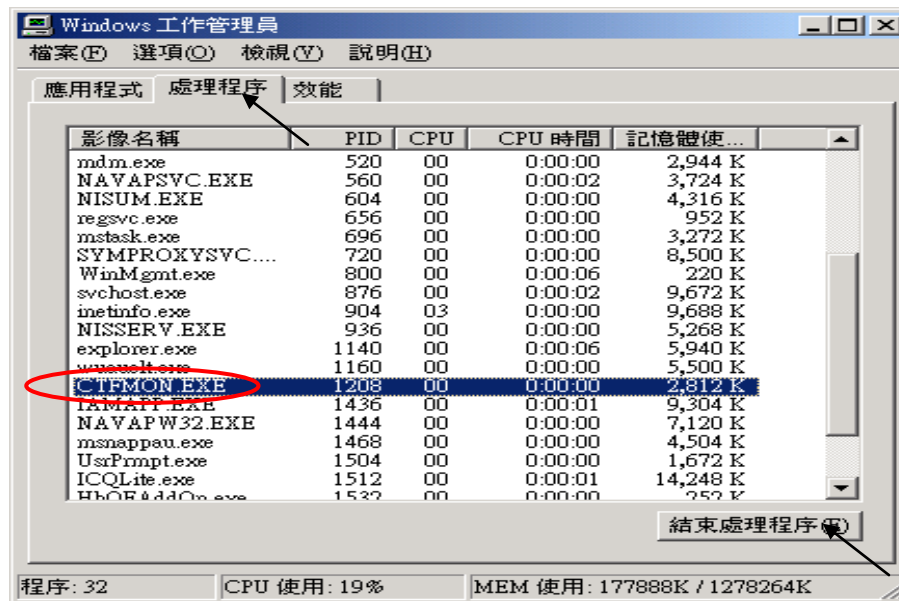 Windows 工作管理員
檔案(F) 選項(O) 檢視(V) 說明(H)
應用程式 處理程序 效能
影像名稱 PID CPU CPU 時間 記憶體使...
mdm.exe 520 00 0:00:00 2,944 K
NAVAPSVC.EXE 560 00 0:00:02 3,724 K
NISUM.EXE 604 00 0:00:00 4,316 K
regsvc.exe 656 00 0:00:00 952 K
mstask.exe 696 00 0:00:00 3,272 K
SYMPROXYSVC.... 720 00 0:00:00 8,500 K
WinMgmt.exe 800 00 0:00:06 220 K
svchost.exe 876 00 0:00:02 9,672 K
inetinfo.exe 904 03 0:00:00 9,688 K
NISSERV.EXE 936 00 0:00:00 5,268 K
explorer.exe 1140 00 0:00:06 5,940 K
wuauclt.exe 1160 00 0:00:00 5,500 K
CTFMON.EXE 1208 00 0:00:00 2,812 K
IAMAPP.EXE 1436 00 0:00:01 9,304 K
NAVAPW32.EXE 1444 00 0:00:00 7,120 K
msnappau.exe 1468 00 0:00:00 4,504 K
UsrPrmpt.exe 1504 00 0:00:00 1,672 K
ICQLite.exe 1512 00 0:00:01 14,248 K
HbOEAddOn.exe 1532 00 0:00:00 252 K
結束處理程序(E)
程序: 32 CPU 使用: 19% MEM 使用: 177888K / 1278264K